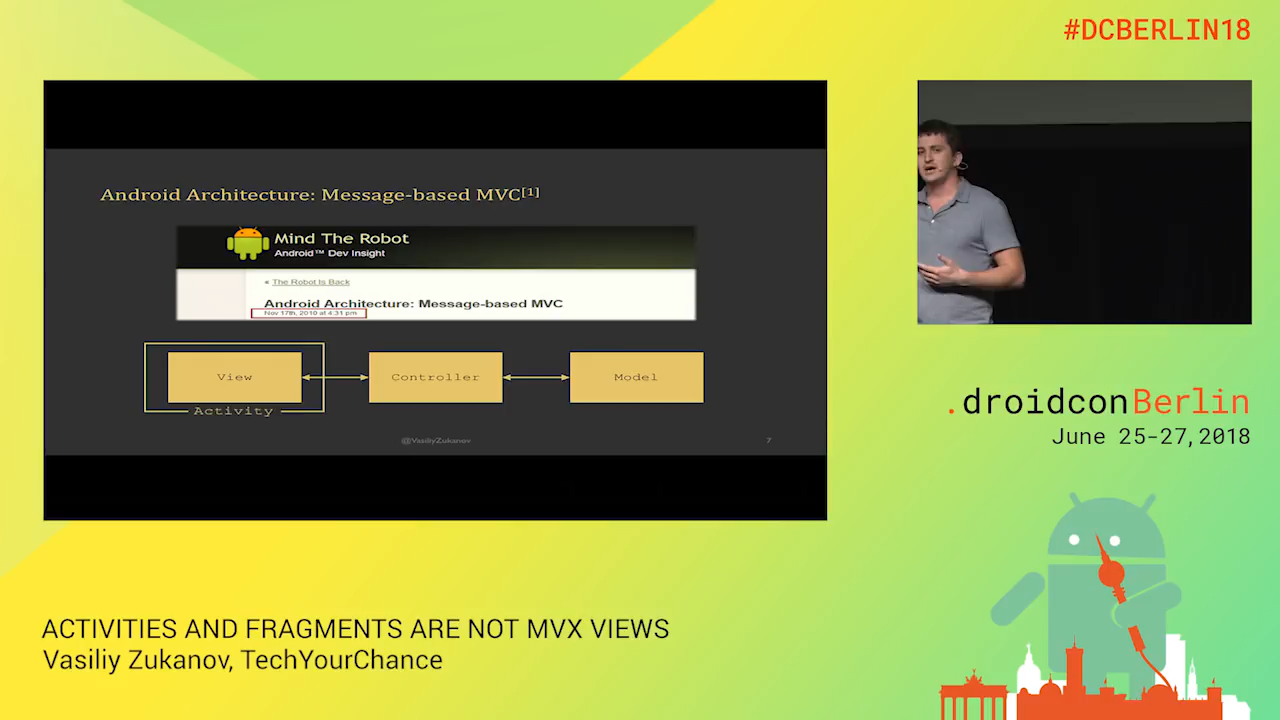 #DCBERLIN18
Android Architecture: Message-based MVC[1]
Mind The Robot
Android™ Dev Insight
« The Robot Is Back
Android Architecture: Message-based MVC
Nov 17th, 2010 at 4:31 pm
View
Controller
Model
Activity
@VasiliyZukanov
7
.droidconBerlin
June 25-27,2018
ACTIVITIES AND FRAGMENTS ARE NOT MVX VIEWS
Vasiliy Zukanov, TechYourChance